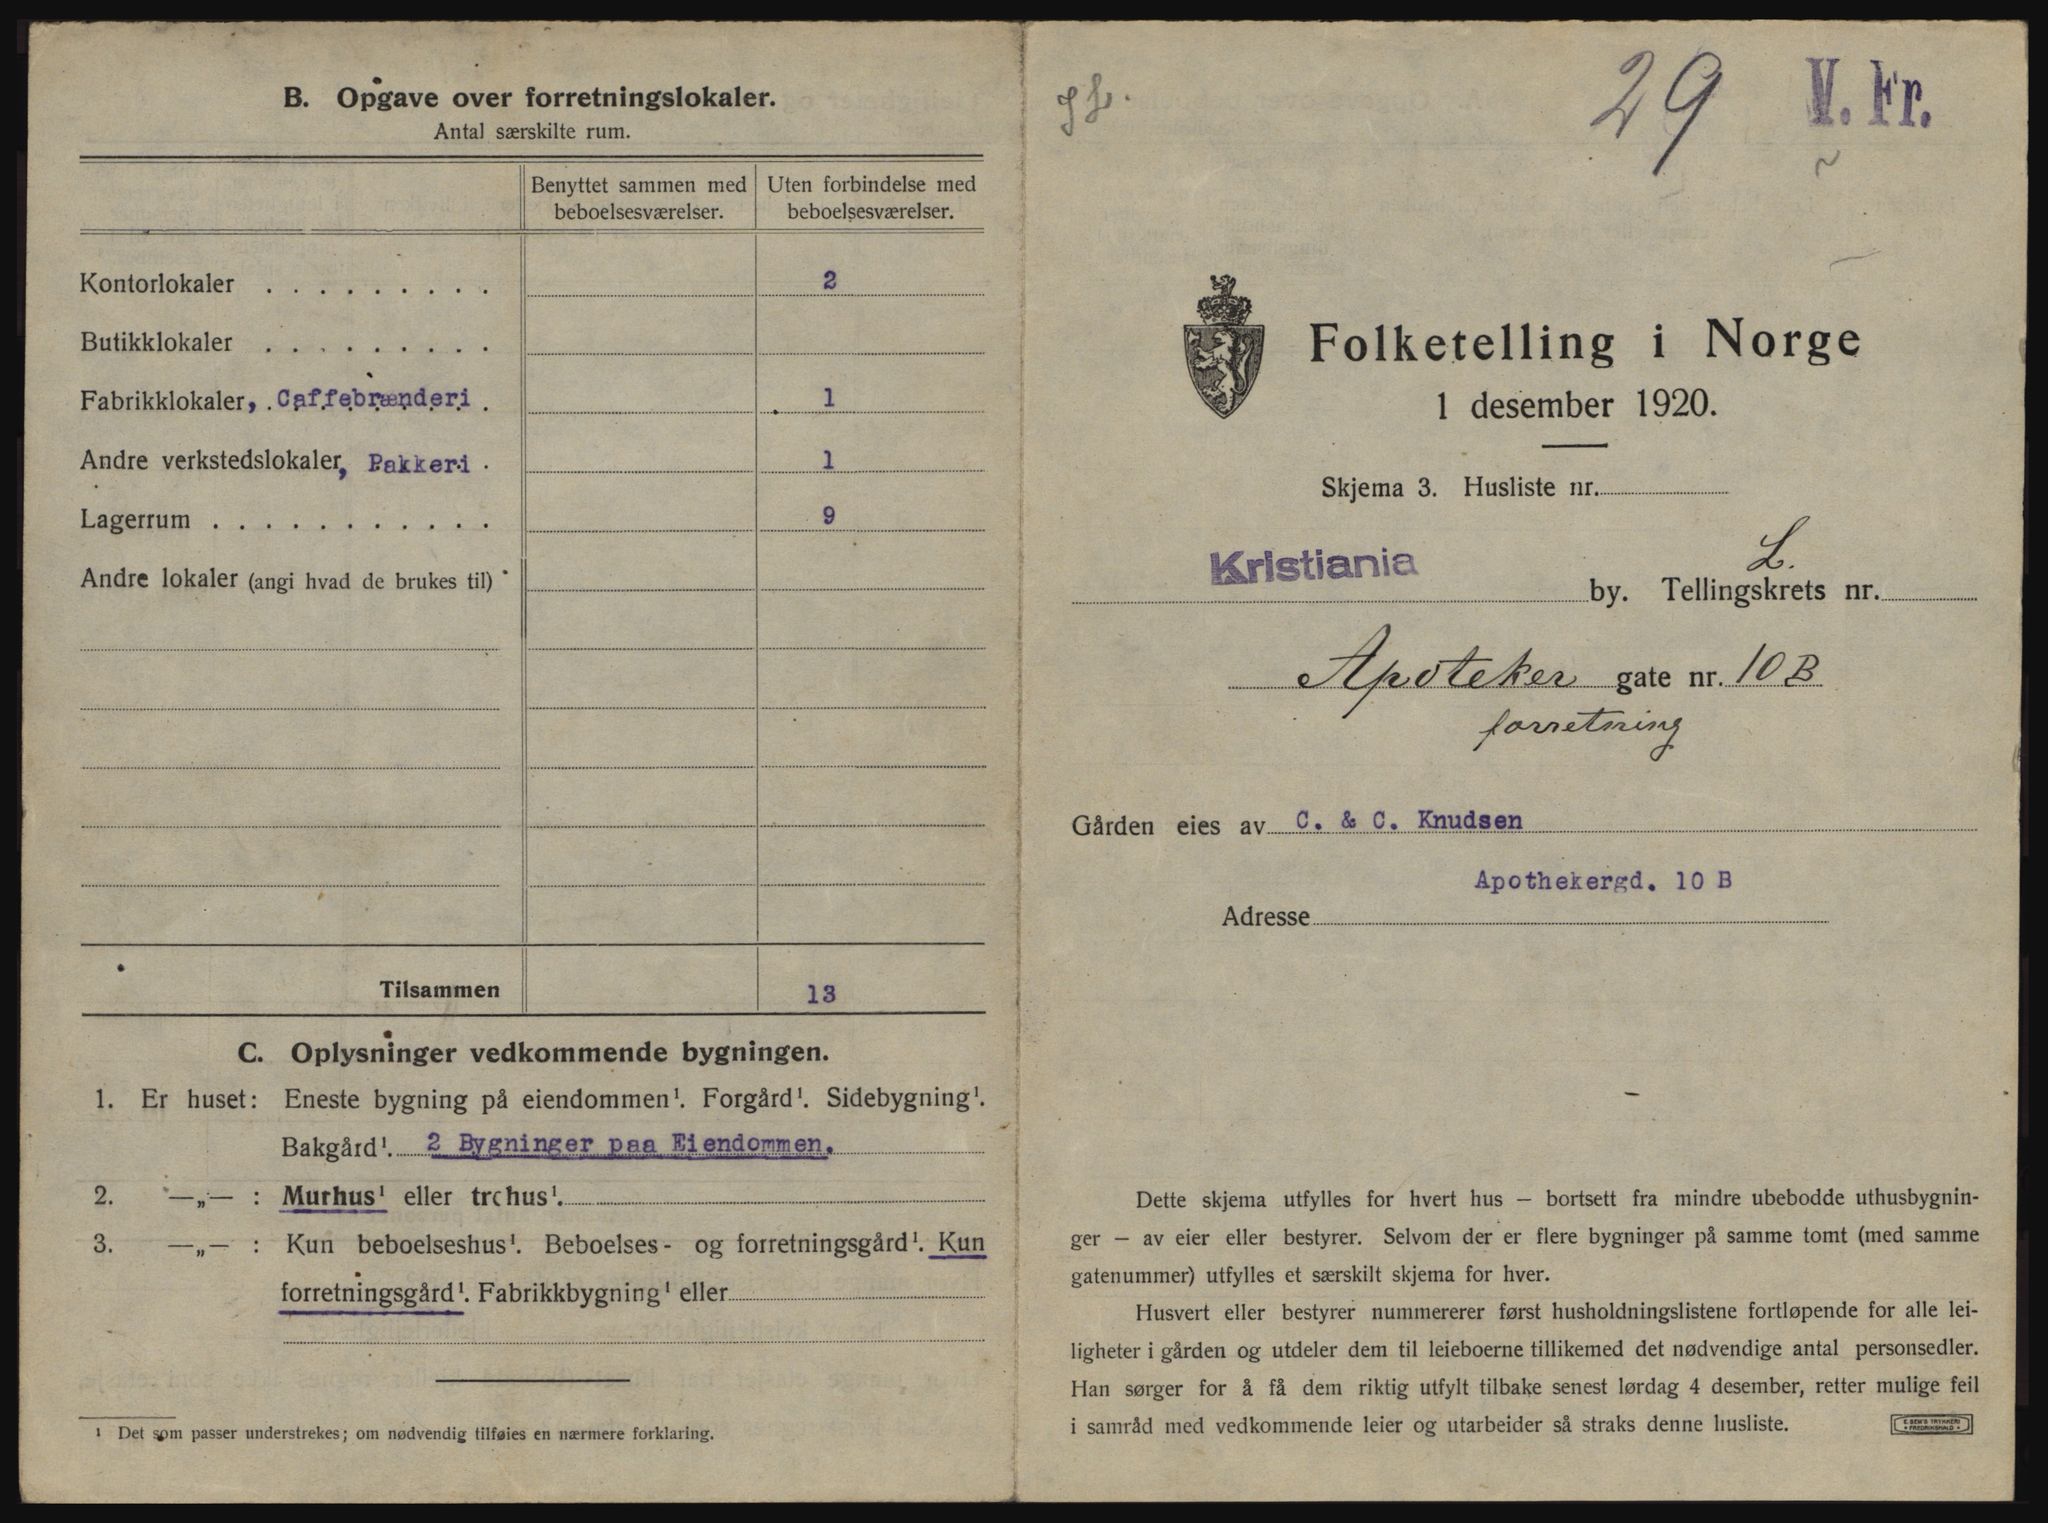 B. Opgave over forretningslokaler.
Antal særskilte rum.
Benyttet sammen med beboelsesværelser.
Uten forbindelse med beboelsesværelser.
Kontorlokaler . . . . . . . . . 2
Butikklokaler . . . . . . . . .
Fabrikklokaler, Caffebrænderi . 1
Andre verkstedslokaler, Pakkeri . 1
Lagerrum . . . . . . . . . . . 9
Andre lokaler (angi hvad de brukes til)
Tilsammen 13
C. Oplysninger vedkommende bygningen.
1. Er huset: Eneste bygning på eiendommen¹. Forgård¹. Sidebygning¹.
Bakgård¹. 2 Bygninger paa Eiendommen.
2. —„— : Murhus¹ eller trehus¹.
3. —„— : Kun beboelseshus¹. Beboelses- og forretningsgård¹. Kun
forretningsgård¹. Fabrikkbygning¹ eller
¹ Det som passer understrekes; om nødvendig tilføies en nærmere forklaring.
29 V. Fr.
Folketelling i Norge
1 desember 1920.
Skjema 3. Husliste nr.
Kristiania by. Tellingskrets nr. L.
Apoteker gate nr. 10 B
forretning
Gården eies av C. & C. Knudsen
Apothekergd. 10 B
Adresse
Dette skjema utfylles for hvert hus – bortsett fra mindre ubebodde uthusbygnin-
ger – av eier eller bestyrer. Selvom der er flere bygninger på samme tomt (med samme
gatenummer) utfylles et særskilt skjema for hver.
Husvert eller bestyrer nummererer først husholdningslistene fortløpende for alle lei-
ligheter i gården og utdeler dem til leieboerne tillikemed det nødvendige antal personsedler.
Han sørger for å få dem riktig utfylt tilbake senest lørdag 4 desember, retter mulige feil
i samråd med vedkommende leier og utarbeider så straks denne husliste.